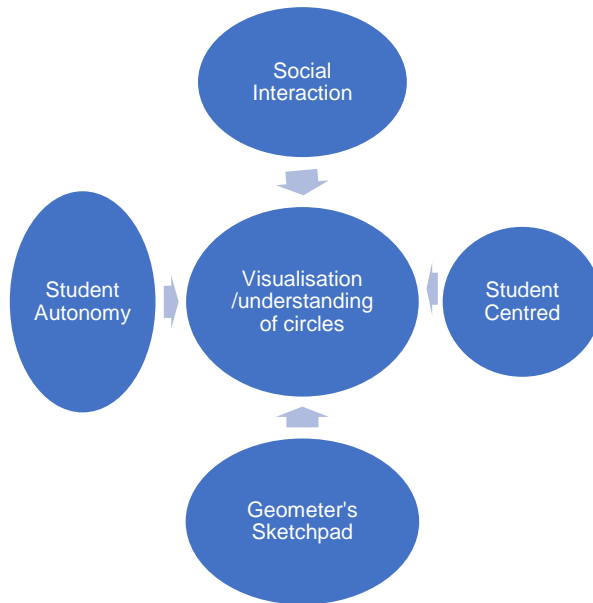 Social
Interaction
Student
Autonomy
Visualisation
/understanding
of circles
Student
Centred
Geometer's
Sketchpad